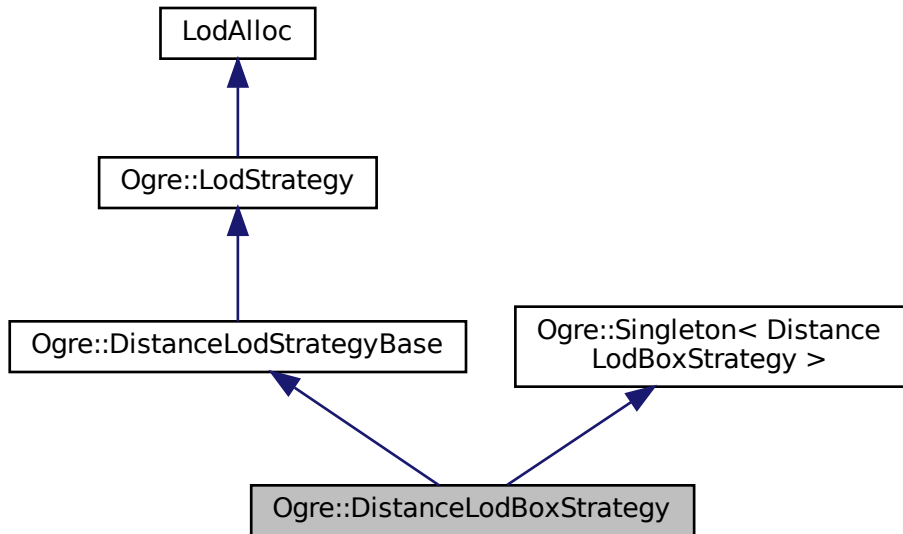 LodAlloc
Ogre::LodStrategy
Ogre::DistanceLodStrategyBase
Ogre::Singleton< Distance
LodBoxStrategy >
Ogre::DistanceLodBoxStrategy